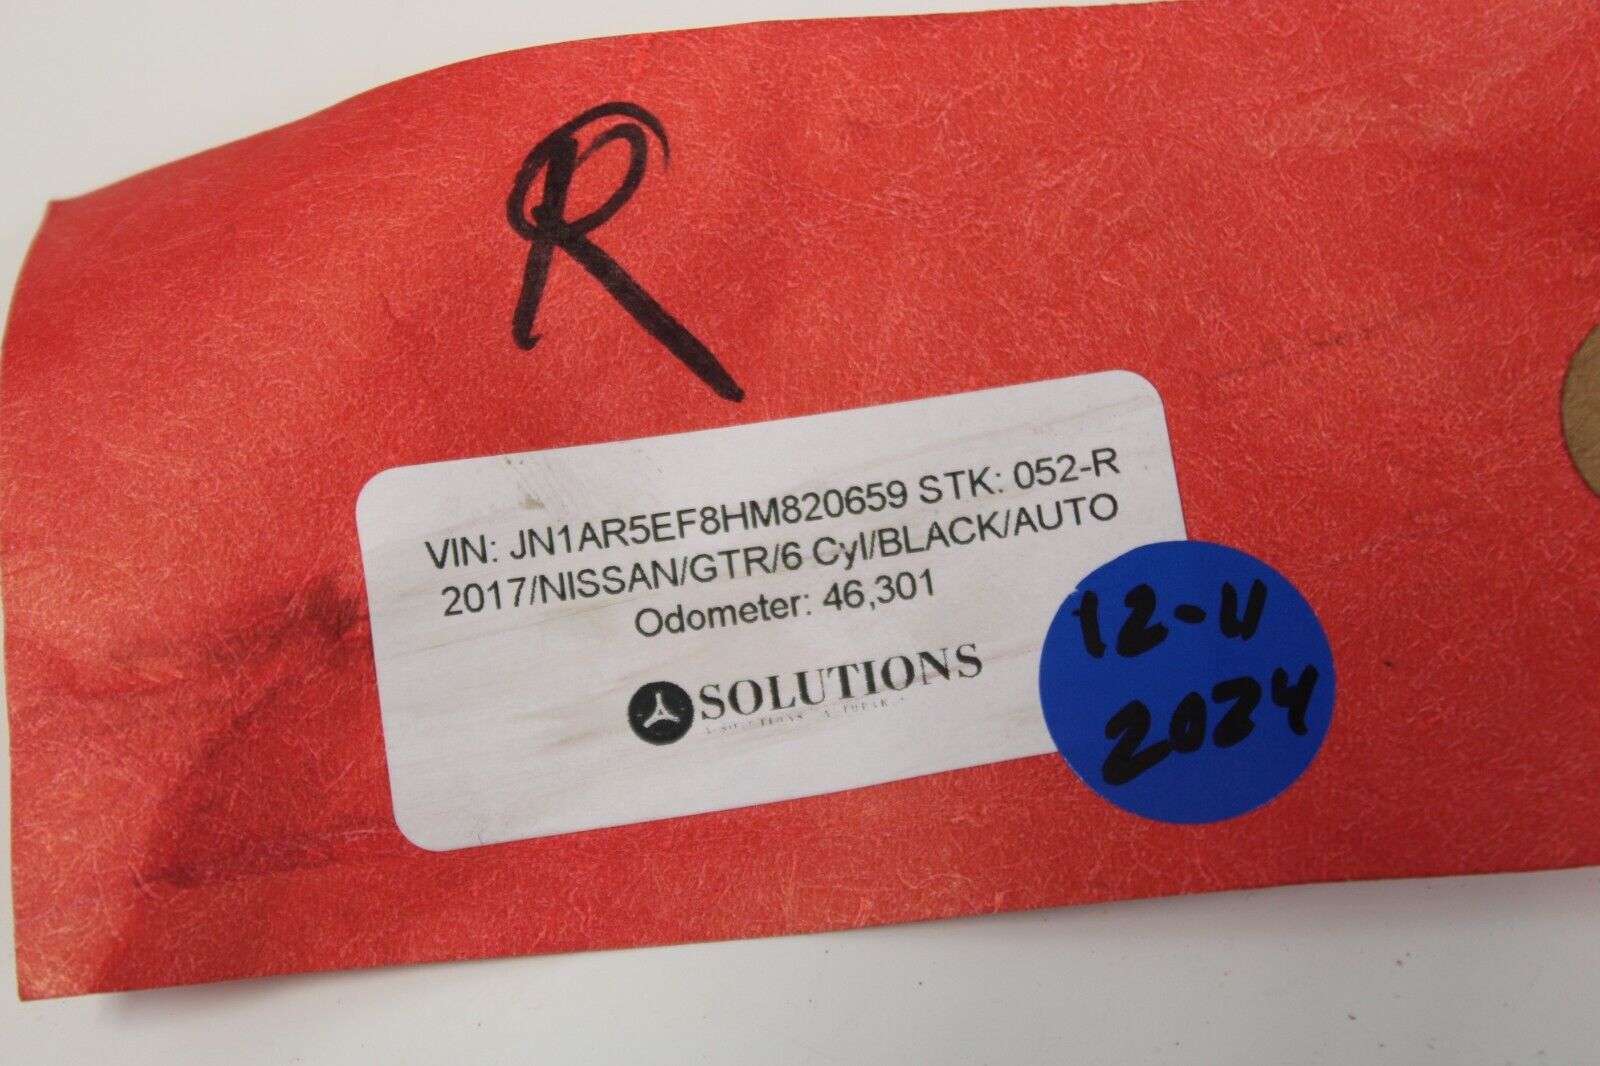 R
VIN: JN1AR5EF8HM820659 STK: 052-R
2017/NISSAN/GTR/6 Cyl/BLACK/AUTO
Odometer: 46,301
SOLUTIONS
12-11
2024